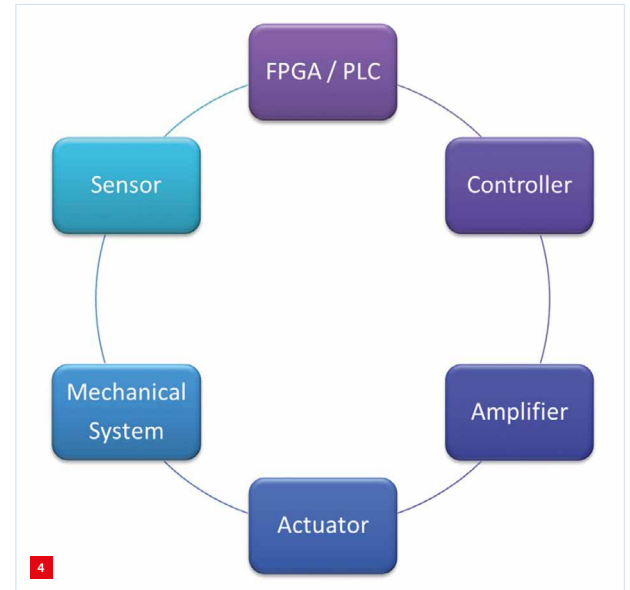 FPGA / PLC
Controller
Amplifier
Actuator
Mechanical
System
Sensor
4